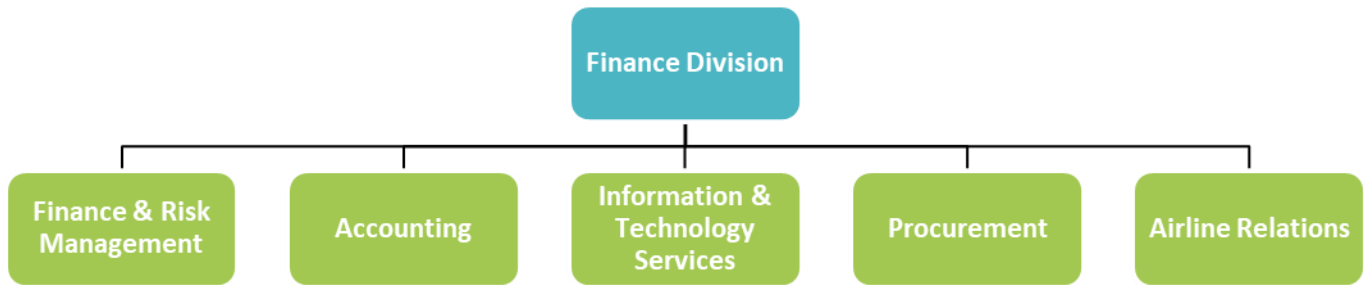 Finance Division
Finance & Risk
Management
Accounting
Information &
Technology
Services
Procurement
Airline Relations